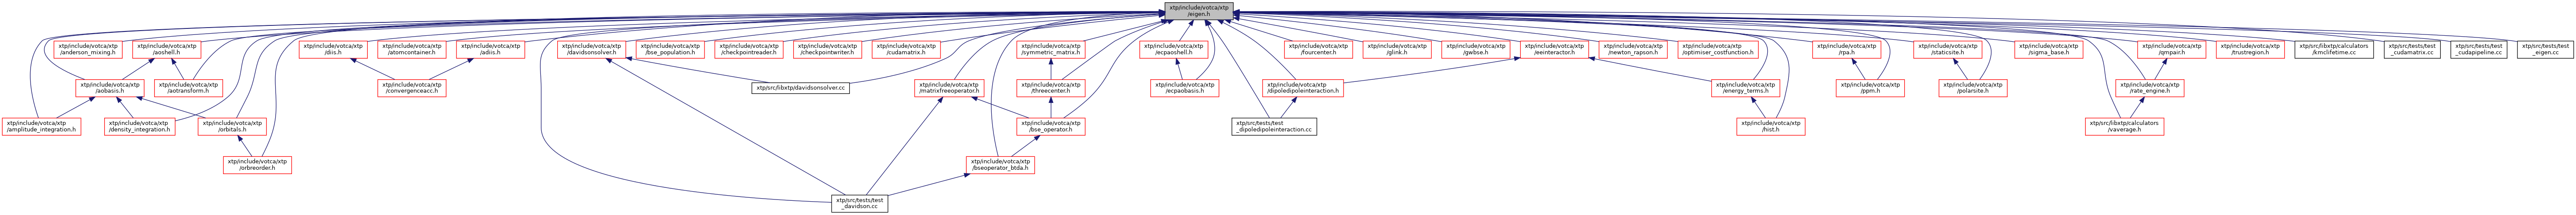 xtp/include/votca/xtp
/eigen.h
xtp/include/votca/xtp
/anderson_mixing.h
xtp/include/votca/xtp
/aoshell.h
xtp/include/votca/xtp
/diis.h
xtp/include/votca/xtp
/atomcontainer.h
xtp/include/votca/xtp
/adiis.h
xtp/include/votca/xtp
/davidsonsolver.h
xtp/include/votca/xtp
/bse_population.h
xtp/include/votca/xtp
/checkpointreader.h
xtp/include/votca/xtp
/checkpointwriter.h
xtp/include/votca/xtp
/cudamatrix.h
xtp/include/votca/xtp
/symmetric_matrix.h
xtp/include/votca/xtp
/ecpaoshell.h
xtp/include/votca/xtp
/fourcenter.h
xtp/include/votca/xtp
/glink.h
xtp/include/votca/xtp
/gwbse.h
xtp/include/votca/xtp
/eeinteractor.h
xtp/include/votca/xtp
/newton_rapson.h
xtp/include/votca/xtp
/optimiser_costfunction.h
xtp/include/votca/xtp
/rpa.h
xtp/include/votca/xtp
/staticsite.h
xtp/include/votca/xtp
/sigma_base.h
xtp/include/votca/xtp
/qmpair.h
xtp/include/votca/xtp
/trustregion.h
xtp/src/libxtp/calculators
/kmclifetime.cc
xtp/src/tests/test
_cudamatrix.cc
xtp/src/tests/test
_cudapipeline.cc
xtp/src/tests/test
_eigen.cc
xtp/include/votca/xtp
/aobasis.h
xtp/include/votca/xtp
/aotransform.h
xtp/include/votca/xtp
/convergenceacc.h
xtp/src/libxtp/davidsonsolver.cc
xtp/include/votca/xtp
/matrixfreeoperator.h
xtp/include/votca/xtp
/threecenter.h
xtp/include/votca/xtp
/ecpaobasis.h
xtp/include/votca/xtp
/dipoledipoleinteraction.h
xtp/include/votca/xtp
/energy_terms.h
xtp/include/votca/xtp
/ppm.h
xtp/include/votca/xtp
/polarsite.h
xtp/include/votca/xtp
/rate_engine.h
xtp/include/votca/xtp
/amplitude_integration.h
xtp/include/votca/xtp
/density_integration.h
xtp/include/votca/xtp
/orbitals.h
xtp/include/votca/xtp
/bse_operator.h
xtp/src/tests/test
_dipoledipoleinteraction.cc
xtp/include/votca/xtp
/hist.h
xtp/src/libxtp/calculators
/vaverage.h
xtp/include/votca/xtp
/orbreorder.h
xtp/include/votca/xtp
/bseoperator_btda.h
xtp/src/tests/test
_davidson.cc